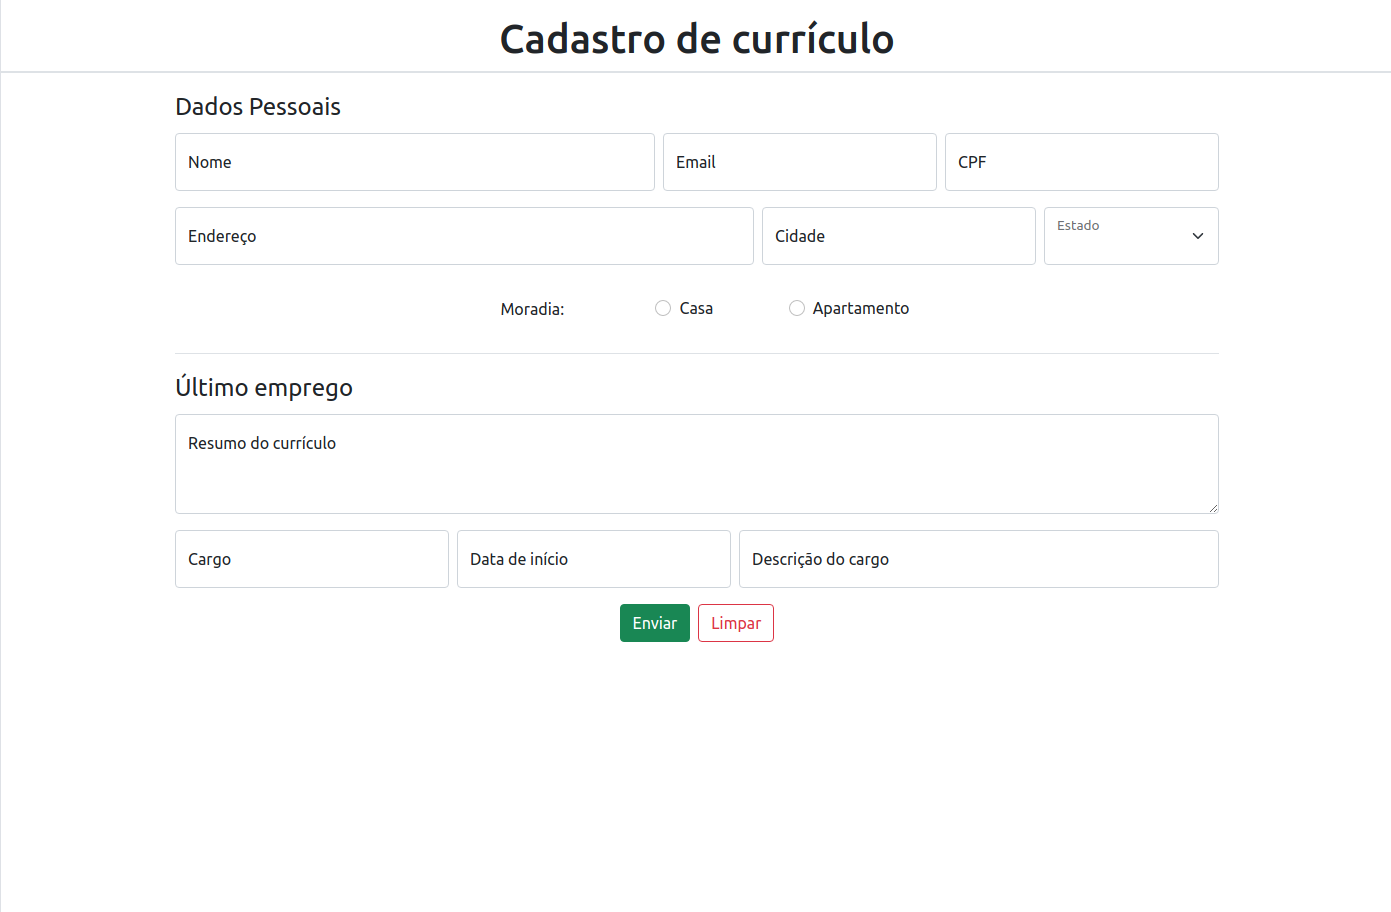 Cadastro de currículo
Dados Pessoais
Nome Email CPF
Endereço Cidade Estado
Moradia: Casa Apartamento
Último emprego
Resumo do currículo
Cargo Data de início Descrição do cargo
Enviar Limpar